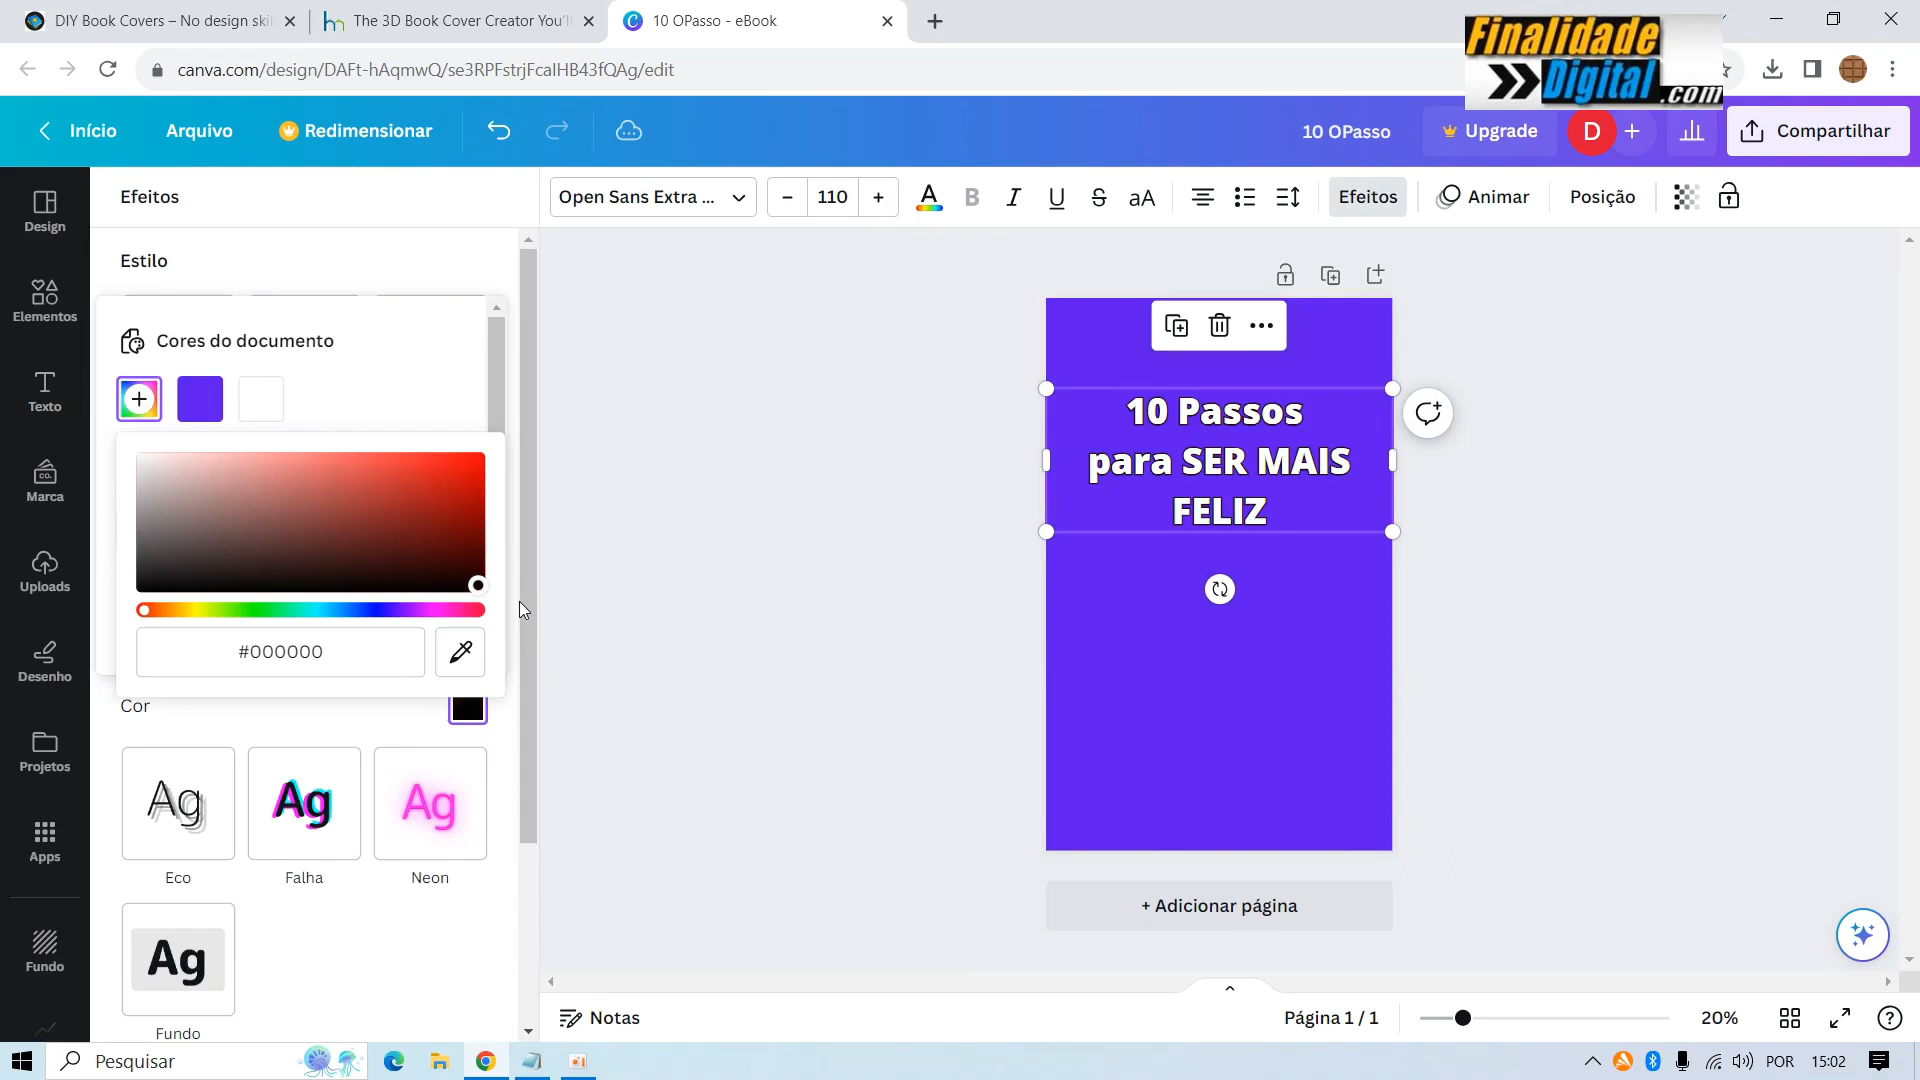 DIY Book Covers – No design skil
The 3D Book Cover Creator You'll
10 OPasso - eBook
Finalidade
Digital.com
canva.com/design/DAFt-hAqmwQ/se3RPFstrjFcaIHB43fQAg/edit
Início
Arquivo
Redimensionar
10 OPasso
Upgrade
D
+
Compartilhar
Design
Elementos
Texto
CO.
Marca
Uploads
Desenho
Projetos
Apps
Fundo
Efeitos
Open Sans Extra ...
– 110 +
A B I U S aA
Efeitos
Animar
Posição
Estilo
Cores do documento
#000000
Cor
Ag
Eco
Ag
Falha
Ag
Neon
Ag
Fundo
10 Passos
para SER MAIS
FELIZ
+ Adicionar página
Notas
Página 1 / 1
20%
Pesquisar
POR
15:02